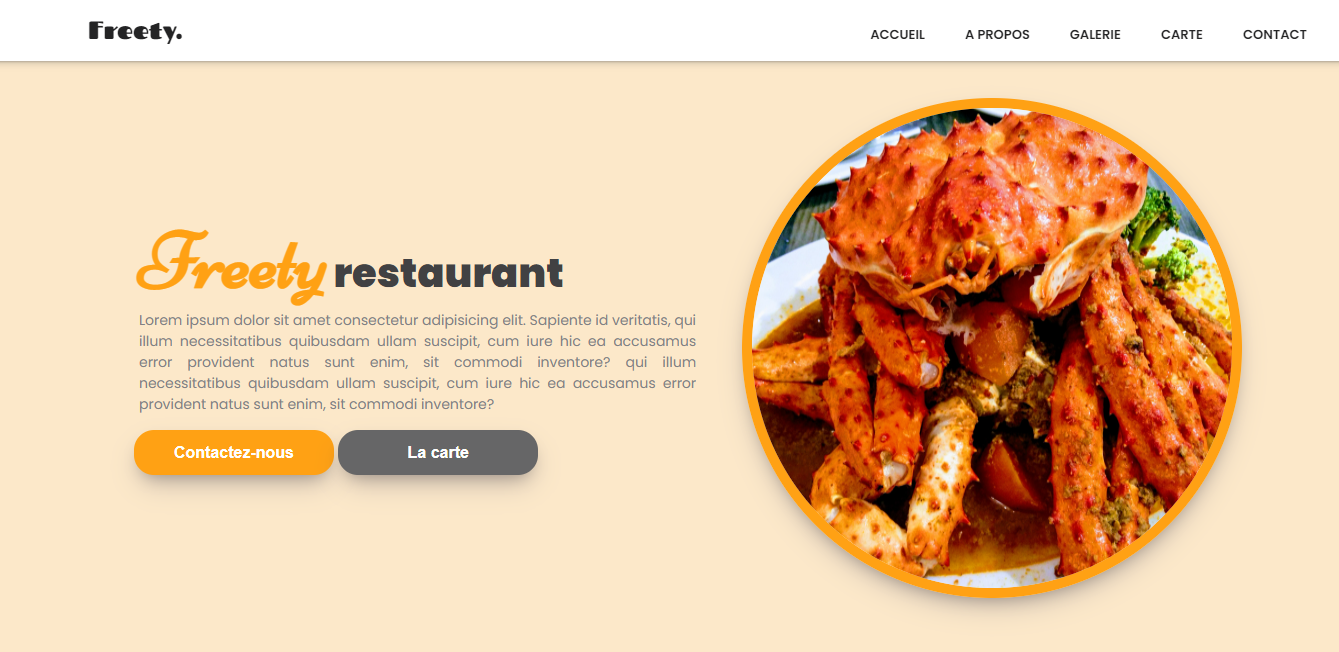 Freety.
ACCUEIL A PROPOS GALERIE CARTE CONTACT
Freety restaurant
Lorem ipsum dolor sit amet consectetur adipisicing elit. Sapiente id veritatis, qui
illum necessitatibus quibusdam ullam suscipit, cum iure hic ea accusamus
error provident natus sunt enim, sit commodi inventore? qui illum
necessitatibus quibusdam ullam suscipit, cum iure hic ea accusamus error
provident natus sunt enim, sit commodi inventore?
Contactez-nous La carte